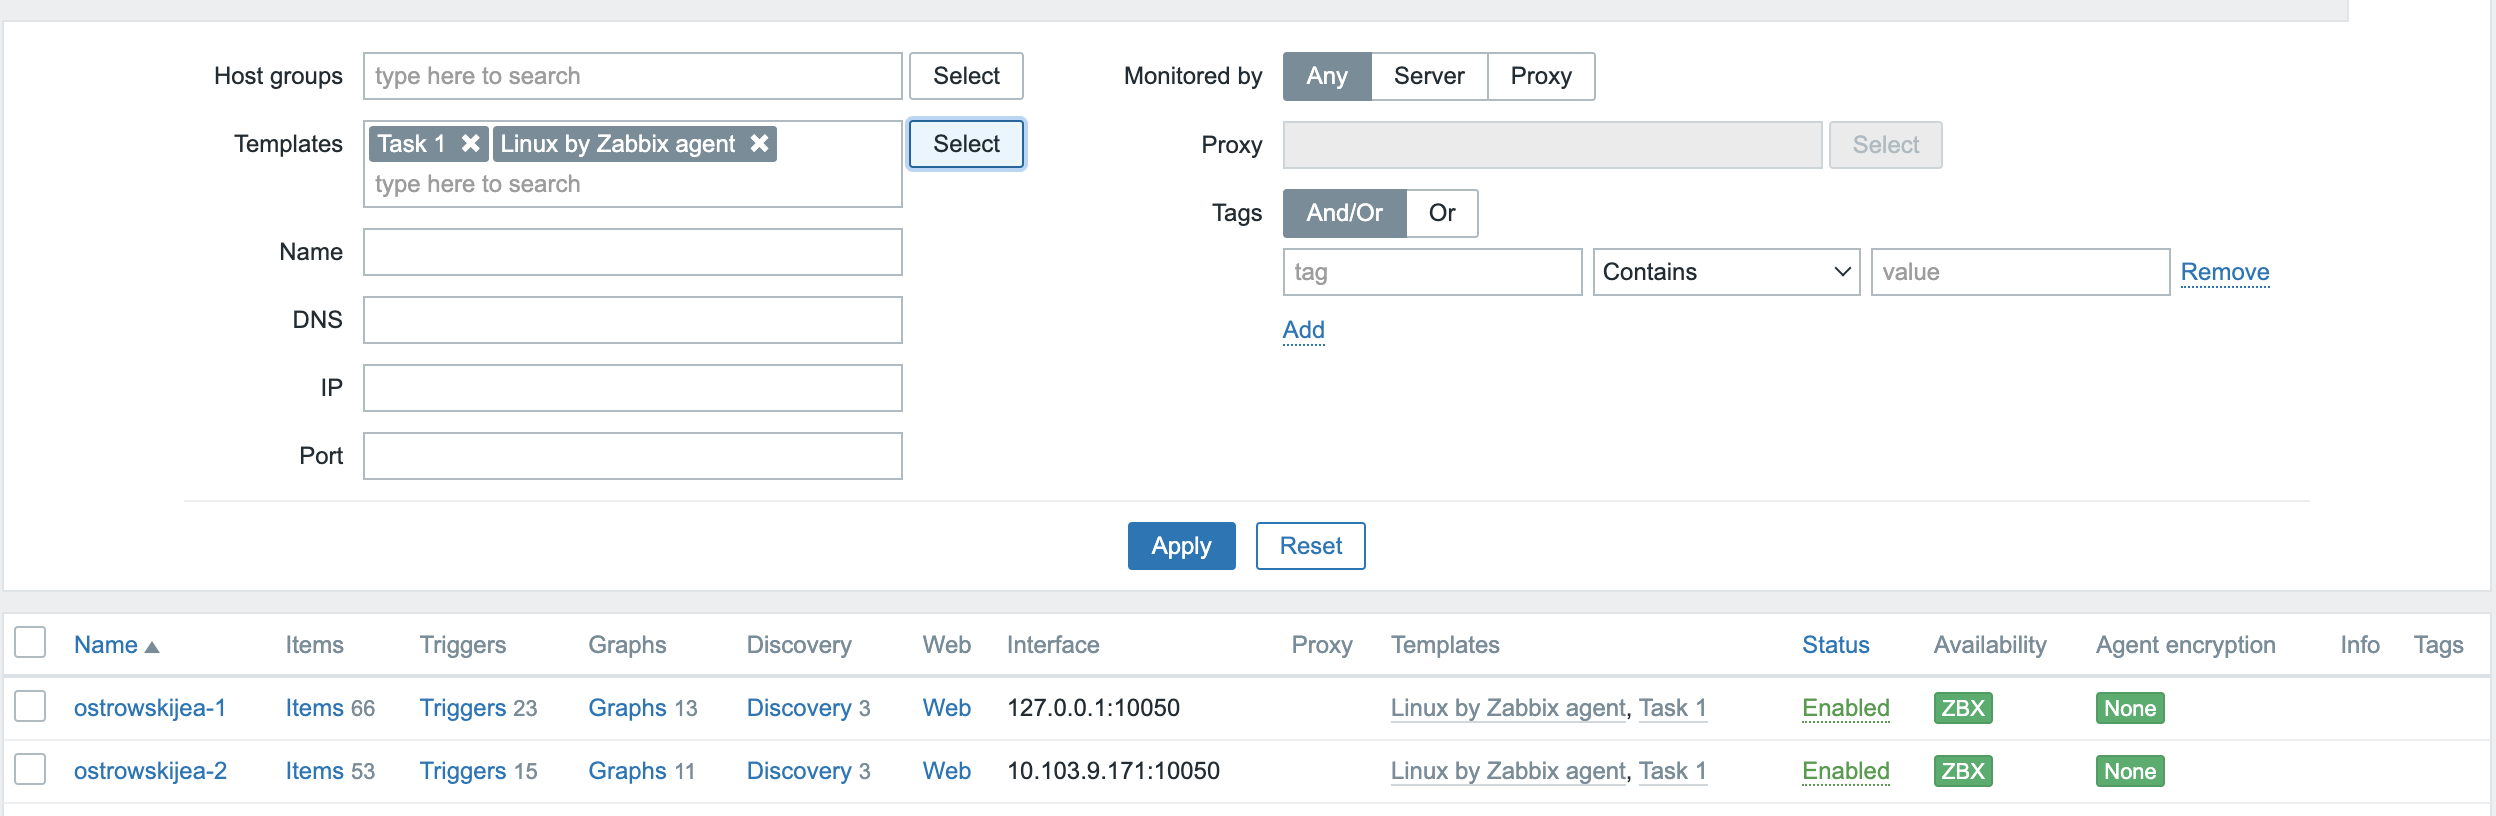 Host groups type here to search Select
Templates Task 1 Linux by Zabbix agent Select
type here to search
Name
DNS
IP
Port
Monitored by Any Server Proxy
Proxy Select
Tags And/Or Or
tag Contains value Remove
Add
Apply Reset
Name Items Triggers Graphs Discovery Web Interface Proxy Templates Status Availability Agent encryption Info Tags
ostrowskijea-1 Items 66 Triggers 23 Graphs 13 Discovery 3 Web 127.0.0.1:10050 Linux by Zabbix agent, Task 1 Enabled ZBX None
ostrowskijea-2 Items 53 Triggers 15 Graphs 11 Discovery 3 Web 10.103.9.171:10050 Linux by Zabbix agent, Task 1 Enabled ZBX None